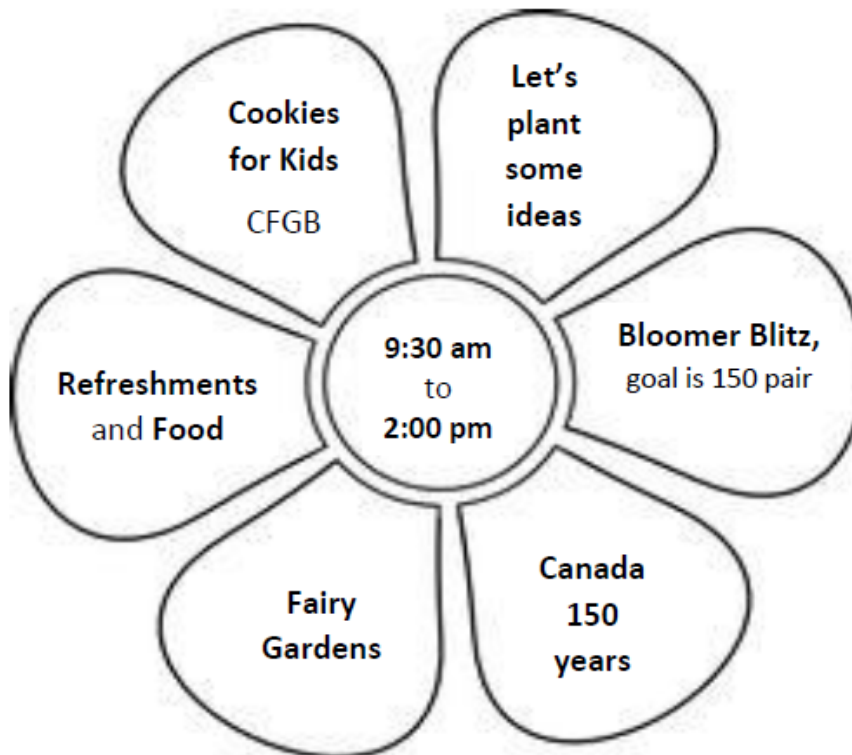 Cookies
for Kids
CFGB
Let's
plant
some
ideas
Bloomer Blitz,
goal is 150 pair
Canada
150
years
Fairy
Gardens
Refreshments
and Food
9:30 am
to
2:00 pm